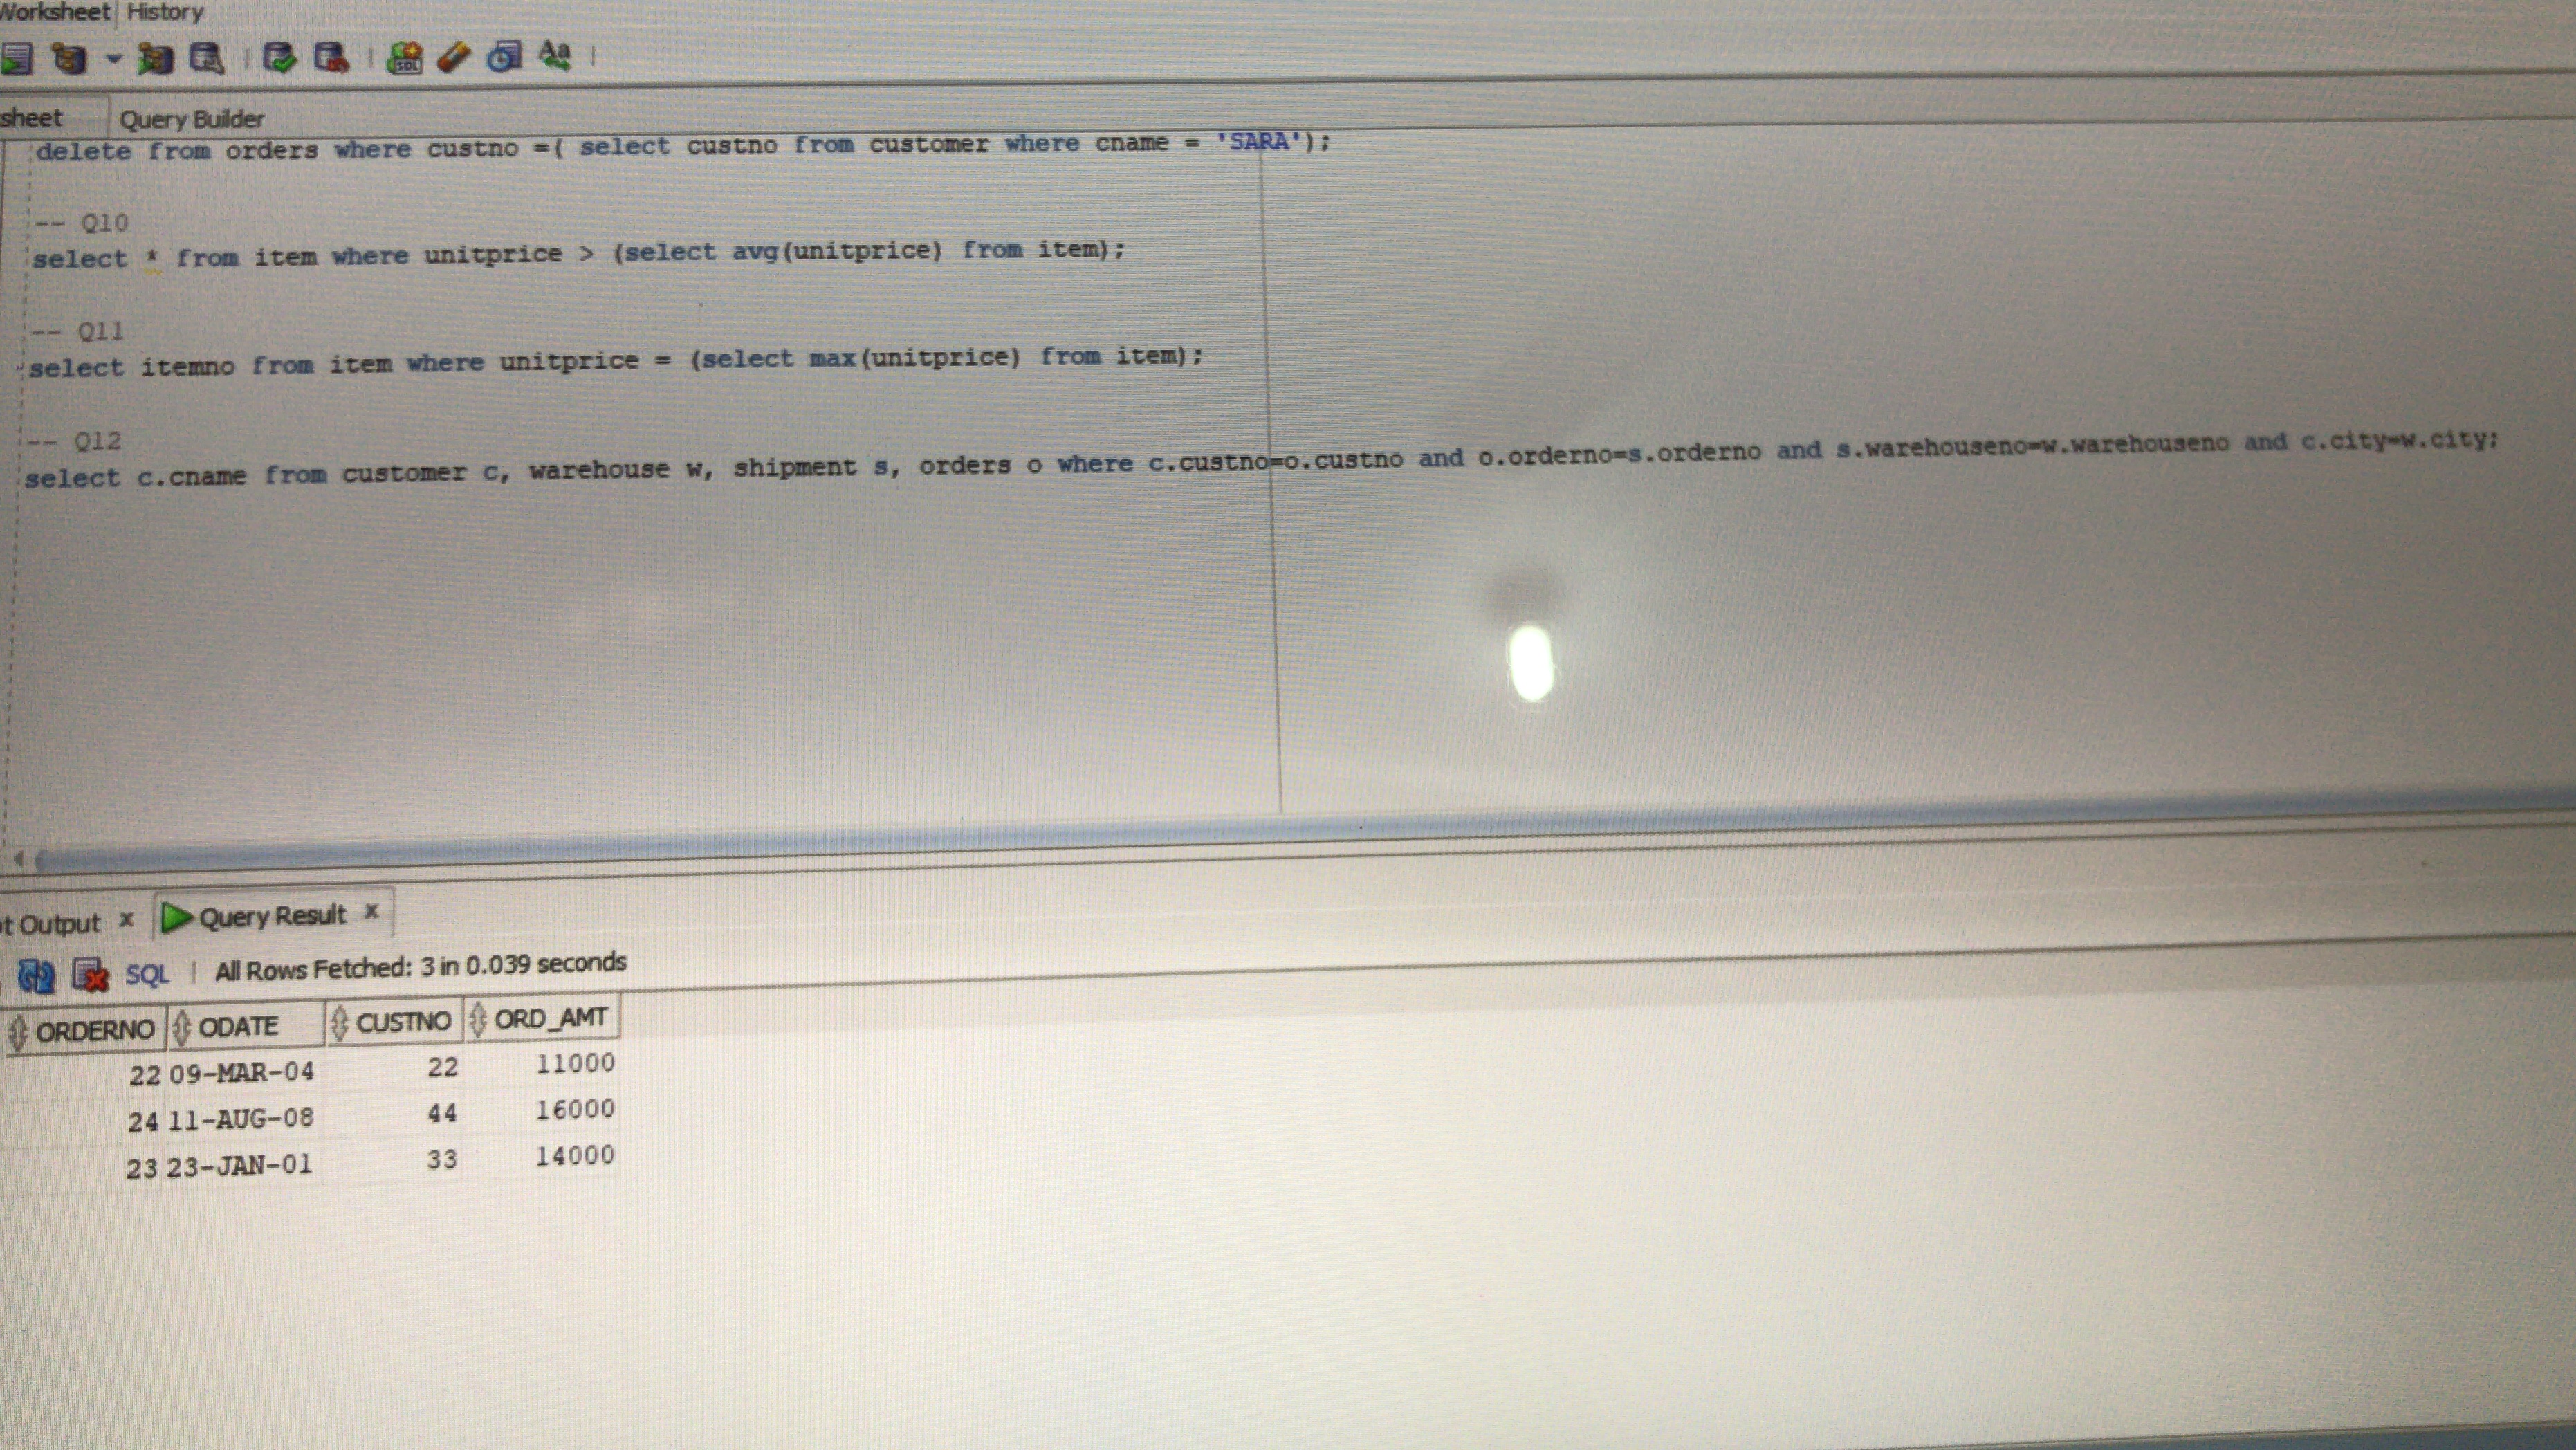 Worksheet History
sheet Query Builder
delete from orders where custno =( select custno from customer where cname = 'SARA');
-- Q10
select * from item where unitprice > (select avg(unitprice) from item);
-- Q11
select itemno from item where unitprice = (select max(unitprice) from item);
-- Q12
select c.cname from customer c, warehouse w, shipment s, orders o where c.custno=o.custno and o.orderno=s.orderno and s.warehouseno=w.warehouseno and c.city=w.city;
t Output x Query Result x
SQL | All Rows Fetched: 3 in 0.039 seconds
ORDERNO ODATE CUSTNO ORD_AMT
22 09-MAR-04 22 11000
24 11-AUG-08 44 16000
23 23-JAN-01 33 14000